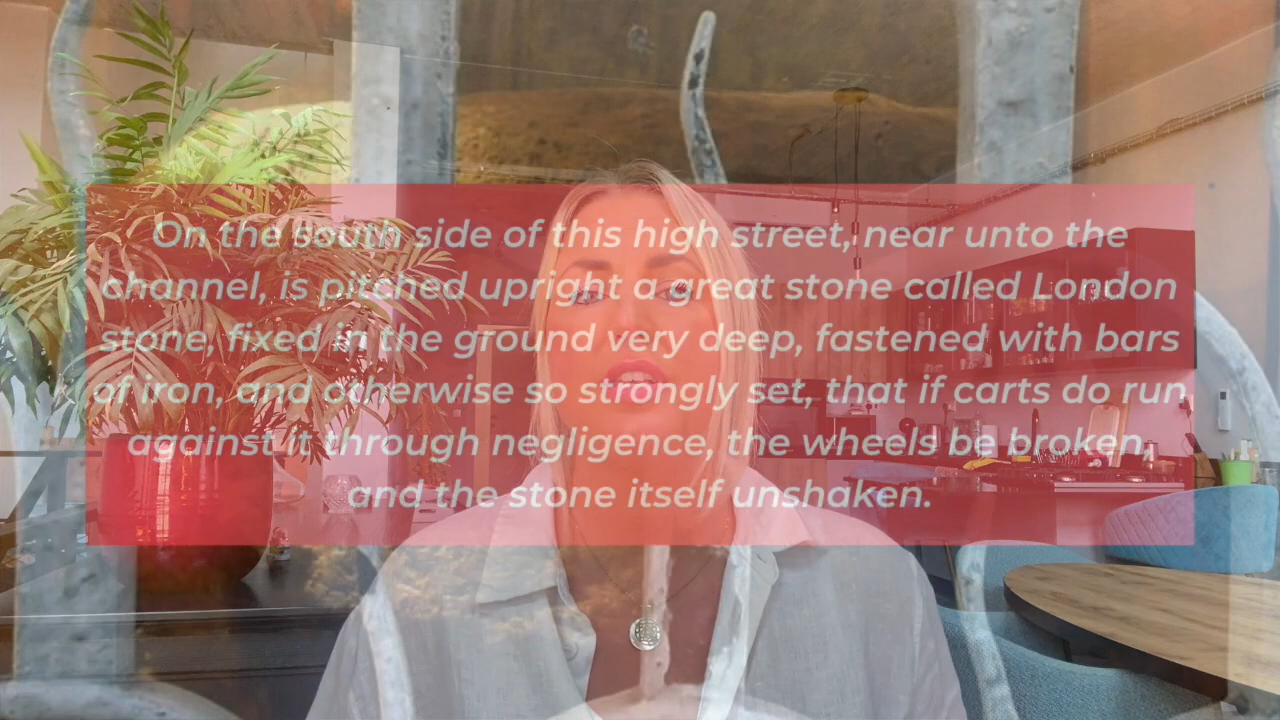 On the south side of this high street, near unto the
channel, is pitched upright a great stone called London
stone, fixed in the ground very deep, fastened with bars
of iron, and otherwise so strongly set, that if carts do run
against it through negligence, the wheels be broken,
and the stone itself unshaken.